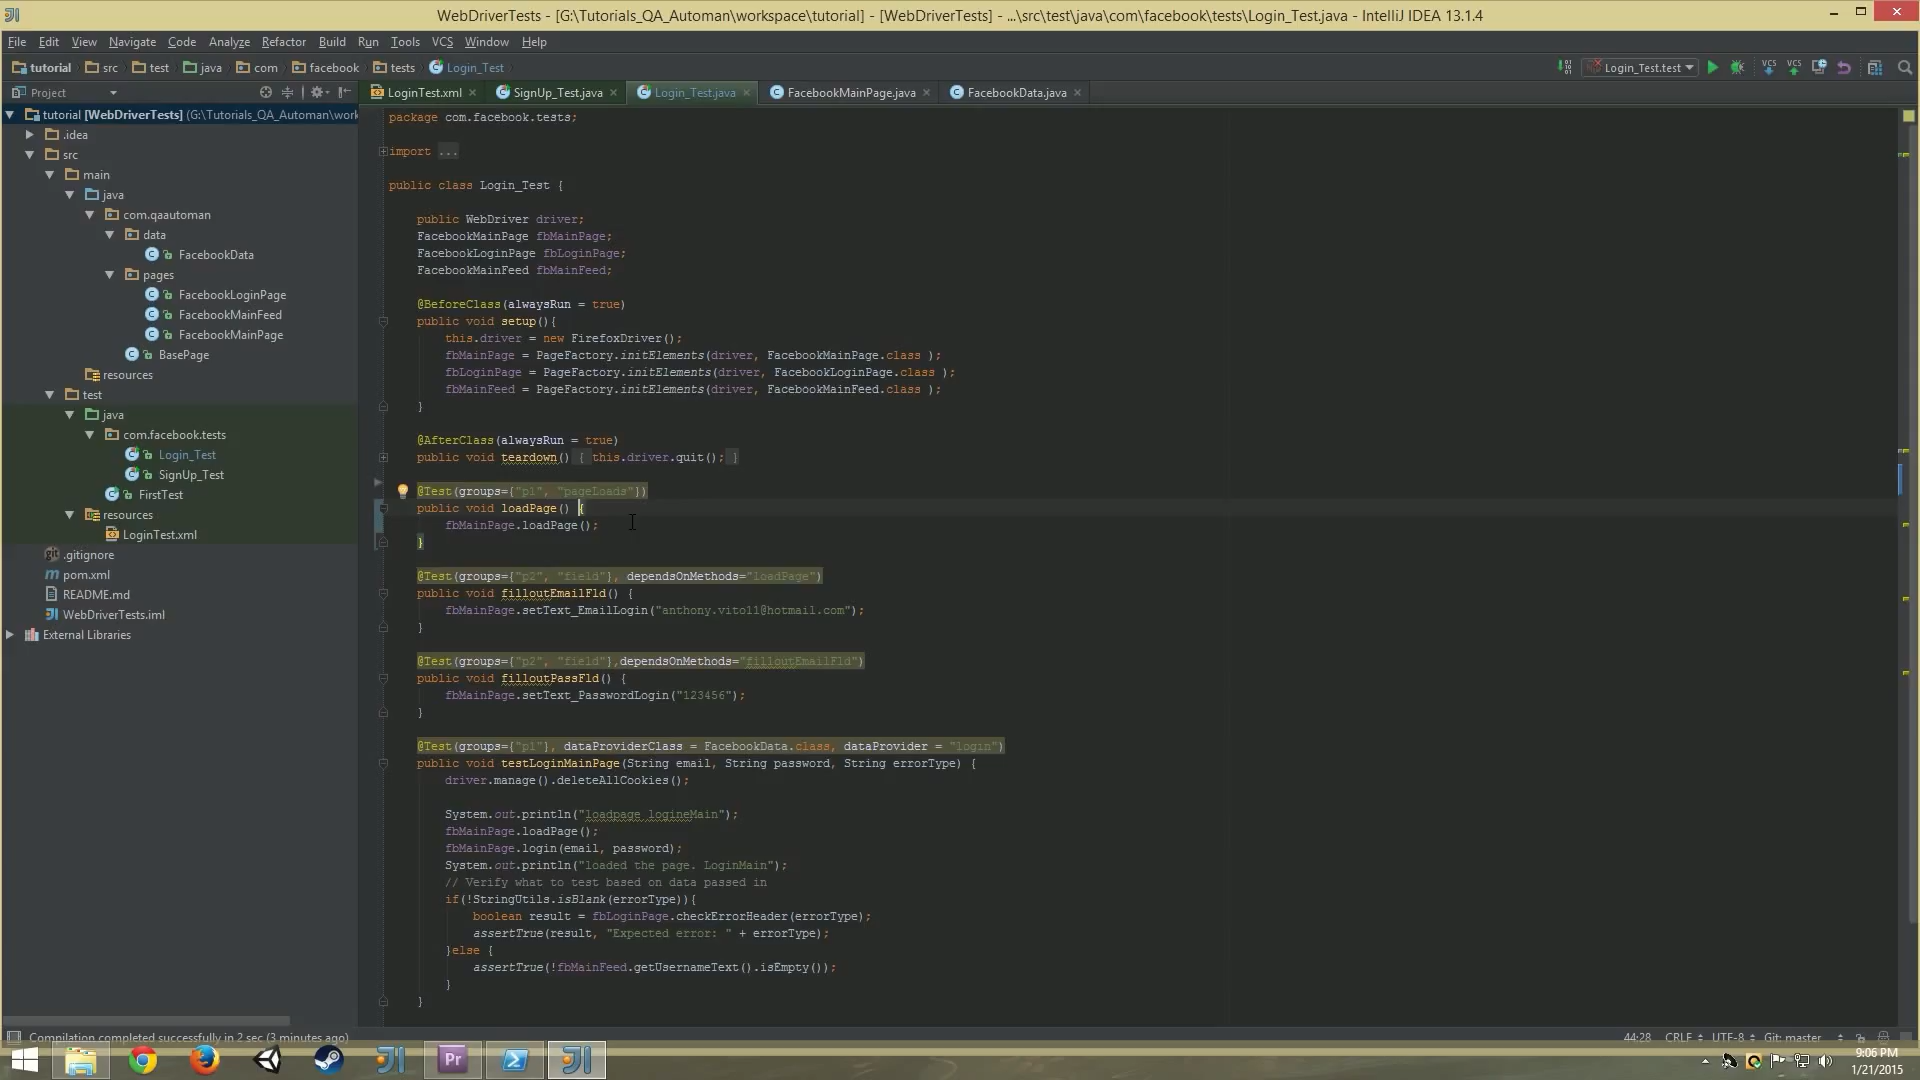 WebDriverTests - [G:\Tutorials_QA_Automan\workspace\tutorial] - [WebDriverTests] - ...\src\test\java\com\facebook\tests\Login_Test.java - IntelliJ IDEA 13.1.4
File Edit View Navigate Code Analyze Refactor Build Run Tools VCS Window Help
tutorial src test java com facebook tests Login_Test
Login_Test.test
VCS VCS
Project
LoginTest.xml SignUp_Test.java Login_Test.java FacebookMainPage.java FacebookData.java
tutorial [WebDriverTests] (G:\Tutorials_QA_Automan\work
.idea
src
main
java
com.qaautoman
data
FacebookData
pages
FacebookLoginPage
FacebookMainFeed
FacebookMainPage
BasePage
resources
test
java
com.facebook.tests
Login_Test
SignUp_Test
FirstTest
resources
LoginTest.xml
.gitignore
pom.xml
README.md
WebDriverTests.iml
External Libraries
package com.facebook.tests;
import ...
public class Login_Test {
public WebDriver driver;
FacebookMainPage fbMainPage;
FacebookLoginPage fbLoginPage;
FacebookMainFeed fbMainFeed;
@BeforeClass(alwaysRun = true)
public void setup(){
this.driver = new FirefoxDriver();
fbMainPage = PageFactory.initElements(driver, FacebookMainPage.class );
fbLoginPage = PageFactory.initElements(driver, FacebookLoginPage.class );
fbMainFeed = PageFactory.initElements(driver, FacebookMainFeed.class );
}
@AfterClass(alwaysRun = true)
public void teardown() { this.driver.quit(); }
@Test(groups={"p1", "pageLoads"})
public void loadPage() {
fbMainPage.loadPage();
}
@Test(groups={"p2", "field"}, dependsOnMethods="loadPage")
public void filloutEmailFld() {
fbMainPage.setText_EmailLogin("anthony.vito11@hotmail.com");
}
@Test(groups={"p2", "field"},dependsOnMethods="filloutEmailFld")
public void filloutPassFld() {
fbMainPage.setText_PasswordLogin("123456");
}
@Test(groups={"p1"}, dataProviderClass = FacebookData.class, dataProvider = "login")
public void testLoginMainPage(String email, String password, String errorType) {
driver.manage().deleteAllCookies();
System.out.println("loadpage logineMain");
fbMainPage.loadPage();
fbMainPage.login(email, password);
System.out.println("loaded the page. LoginMain");
// Verify what to test based on data passed in
if(!StringUtils.isBlank(errorType)){
boolean result = fbLoginPage.checkErrorHeader(errorType);
assertTrue(result, "Expected error: " + errorType);
}else {
assertTrue(!fbMainFeed.getUsernameText().isEmpty());
}
}
Compilation completed successfully in 2 sec (3 minutes ago)
44:28 CRLF UTF-8 Git: master
Pr
9:06 PM
1/21/2015